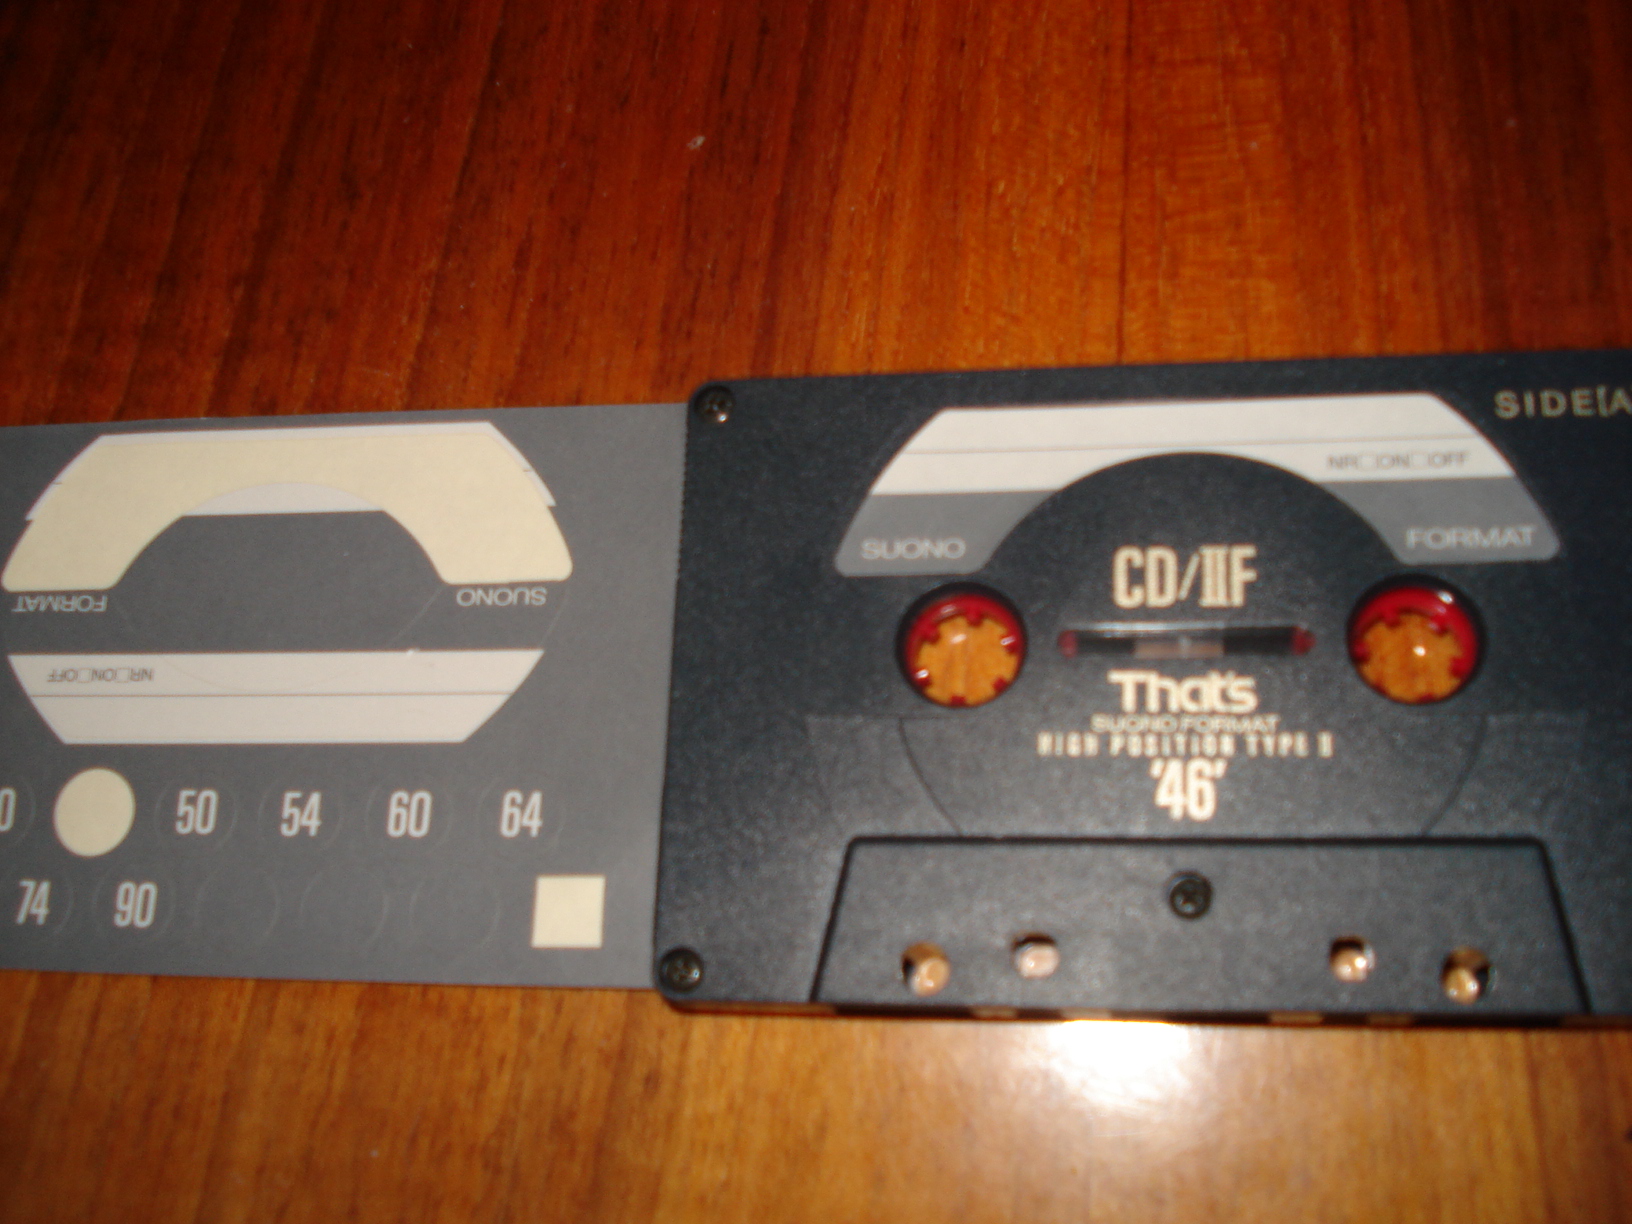 SIDE[A
NR□ON□OFF
SUONO
FORMAT
CD/IIF
That's
SUONO FORMAT
HIGH POSITION TYPE II
'46'
FORMAT
SUONO
NR□ON□OFF
0
50
54
60
64
74
90